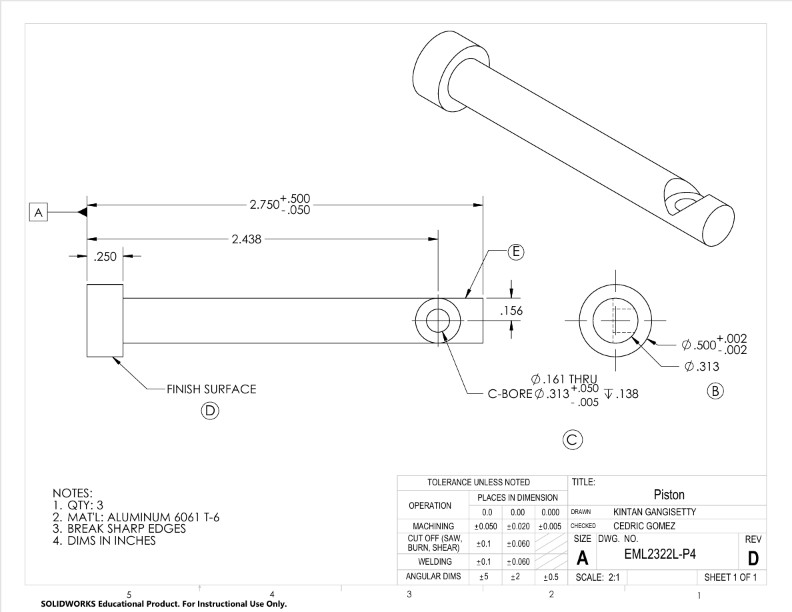 A
2.750 +.500
- .050
2.438
.250
E
.156
FINISH SURFACE
D
Ø.161 THRU
C-BORE Ø.313 +.050 ↧ .138
- .005
C
Ø.500 +.002
-.002
Ø.313
B
NOTES:
1. QTY: 3
2. MAT'L: ALUMINUM 6061 T-6
3. BREAK SHARP EDGES
4. DIMS IN INCHES
TOLERANCE UNLESS NOTED
OPERATION PLACES IN DIMENSION
0.0 0.00 0.000
MACHINING ±0.050 ±0.020 ±0.005
CUT OFF (SAW,
BURN, SHEAR) ±0.1 ±0.060
WELDING ±0.1 ±0.060
ANGULAR DIMS ±5 ±2 ±0.5
TITLE:
Piston
DRAWN KINTAN GANGISETTY
CHECKED CEDRIC GOMEZ
SIZE DWG. NO. REV
A EML2322L-P4 D
SCALE: 2:1 SHEET 1 OF 1
5 4 3 2 1
SOLIDWORKS Educational Product. For Instructional Use Only.